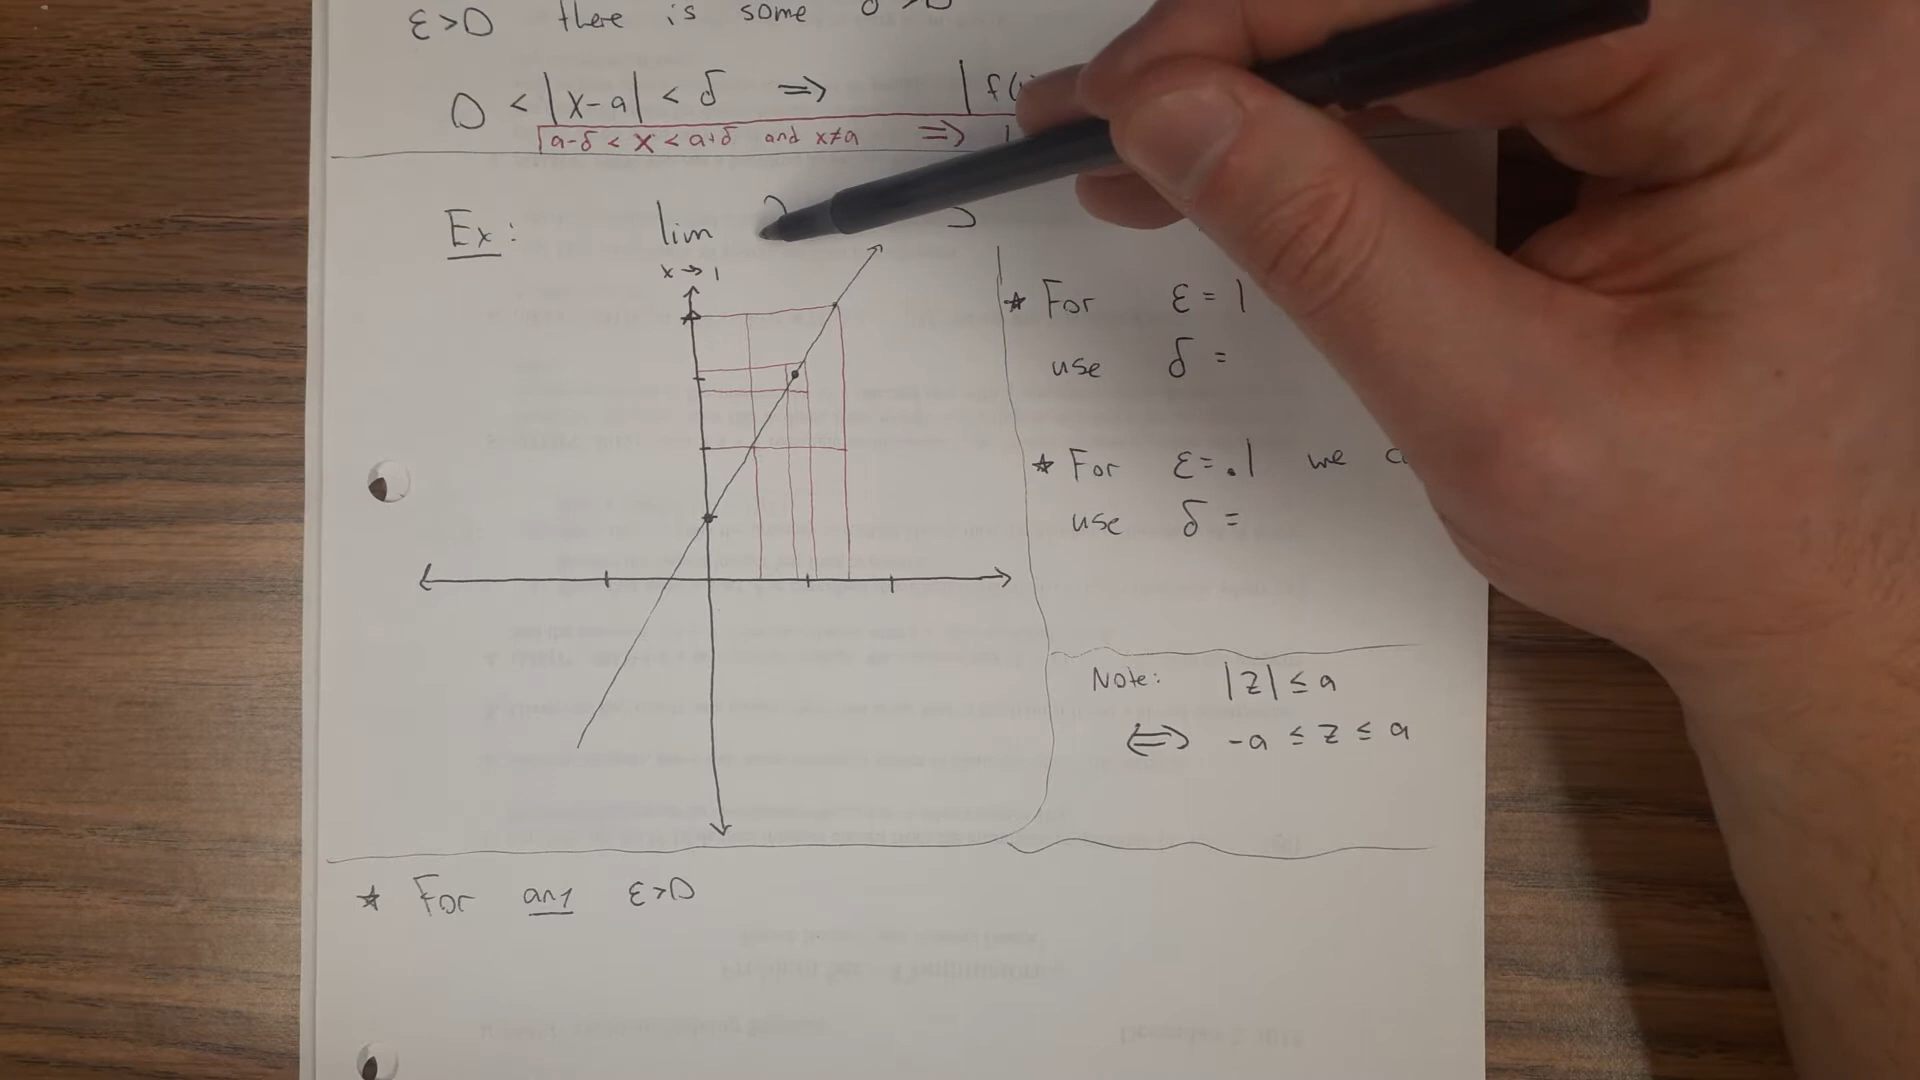 ε>0 there is some δ>0
0 < |x-a| < δ ⇒ |f(
a-δ < x < a+δ and x≠a ⇒ |
Ex: lim
x→1
★ For ε = 1
use δ =
★ For ε = .1 we
use δ =
Note: |z| ≤ a
⇔ -a ≤ z ≤ a
★ For any ε>0